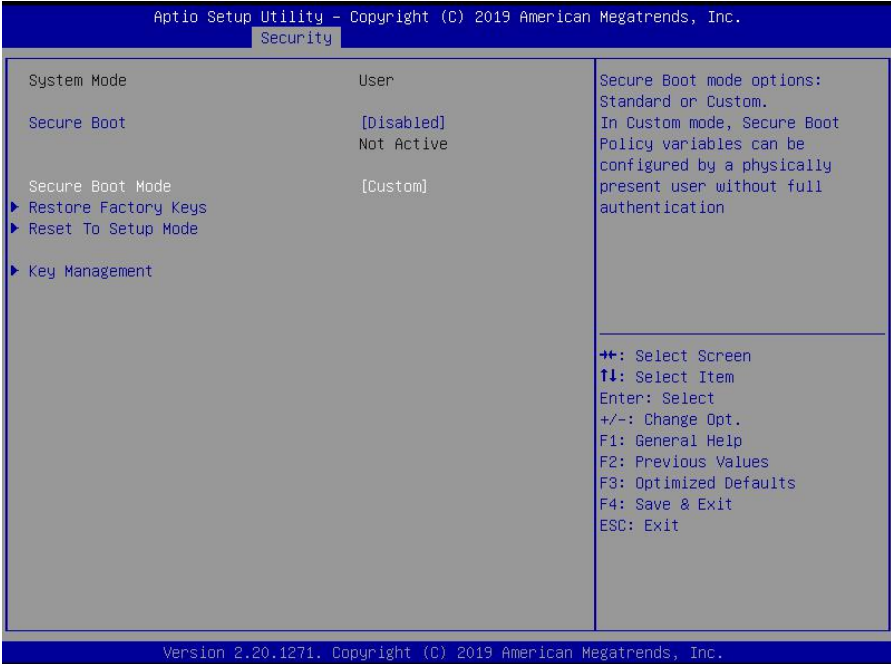 Aptio Setup Utility – Copyright (C) 2019 American Megatrends, Inc.
Security
System Mode User
Secure Boot [Disabled]
Not Active
Secure Boot Mode [Custom]
Restore Factory Keys
Reset To Setup Mode
Key Management
Secure Boot mode options:
Standard or Custom.
In Custom mode, Secure Boot
Policy variables can be
configured by a physically
present user without full
authentication
→←: Select Screen
↑↓: Select Item
Enter: Select
+/-: Change Opt.
F1: General Help
F2: Previous Values
F3: Optimized Defaults
F4: Save & Exit
ESC: Exit
Version 2.20.1271. Copyright (C) 2019 American Megatrends, Inc.